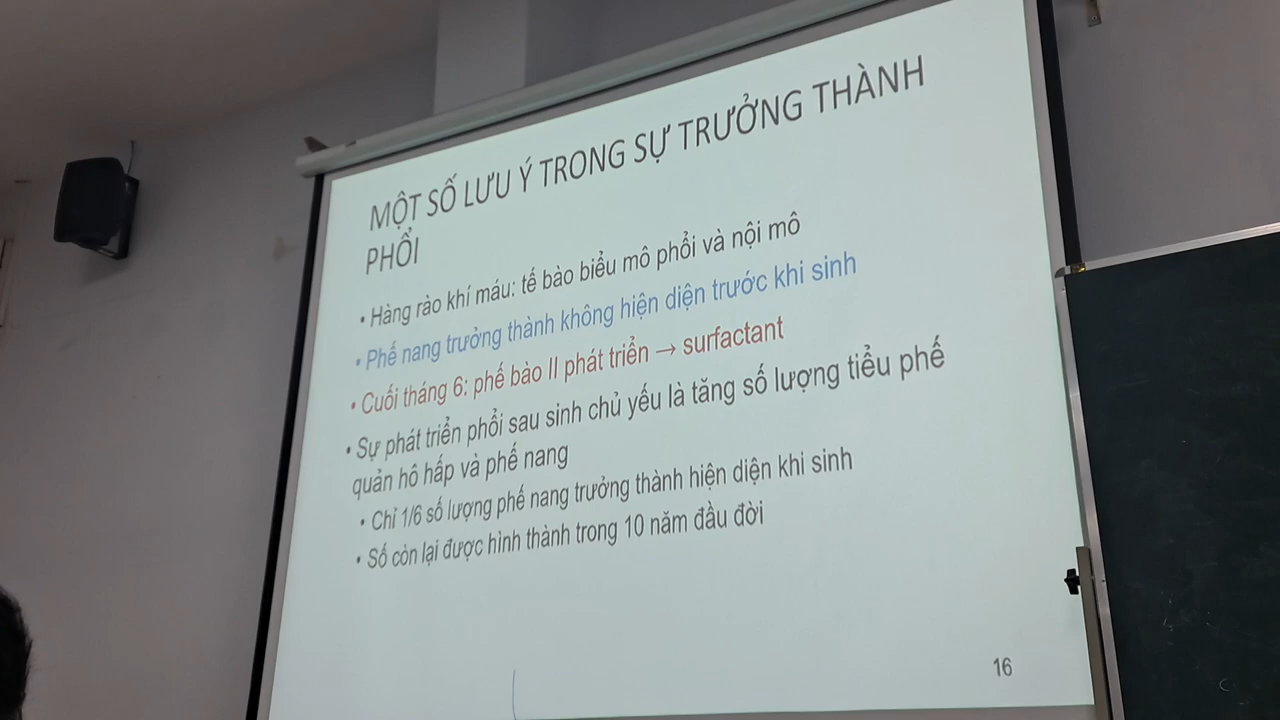 MỘT SỐ LƯU Ý TRONG SỰ TRƯỞNG THÀNH
PHỔI
• Hàng rào khí máu: tế bào biểu mô phổi và nội mô
• Phế nang trưởng thành không hiện diện trước khi sinh
• Cuối tháng 6: phế bào II phát triển → surfactant
• Sự phát triển phổi sau sinh chủ yếu là tăng số lượng tiểu phế
quản hô hấp và phế nang
• Chỉ 1/6 số lượng phế nang trưởng thành hiện diện khi sinh
• Số còn lại được hình thành trong 10 năm đầu đời
16